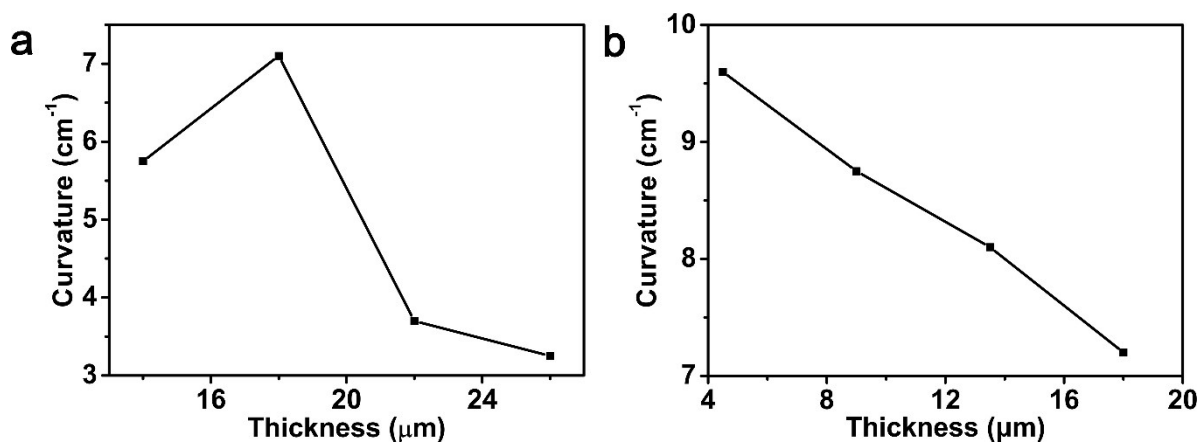 a
7
6
5
4
3
Curvature (cm⁻¹)
16 20 24
Thickness (μm)
b
10
9
8
7
Curvature (cm⁻¹)
4 8 12 16 20
Thickness (μm)